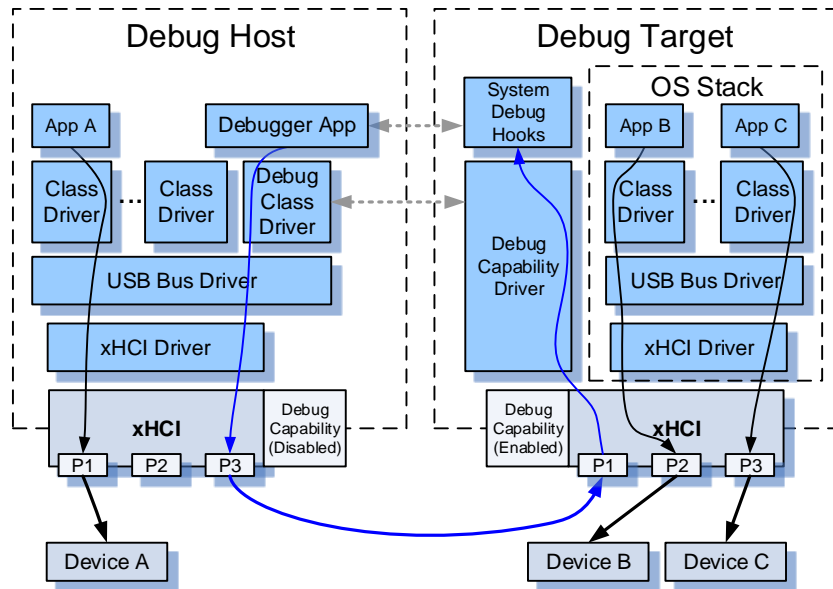 Debug Host
App A
Debugger App
Class
Driver
...
Class
Driver
Debug
Class
Driver
USB Bus Driver
xHCI Driver
xHCI
Debug
Capability
(Disabled)
P1
P2
P3
Device A
Debug Target
System
Debug
Hooks
OS Stack
App B
App C
Debug
Capability
Driver
Class
Driver
...
Class
Driver
USB Bus Driver
xHCI Driver
Debug
Capability
(Enabled)
xHCI
P1
P2
P3
Device B
Device C